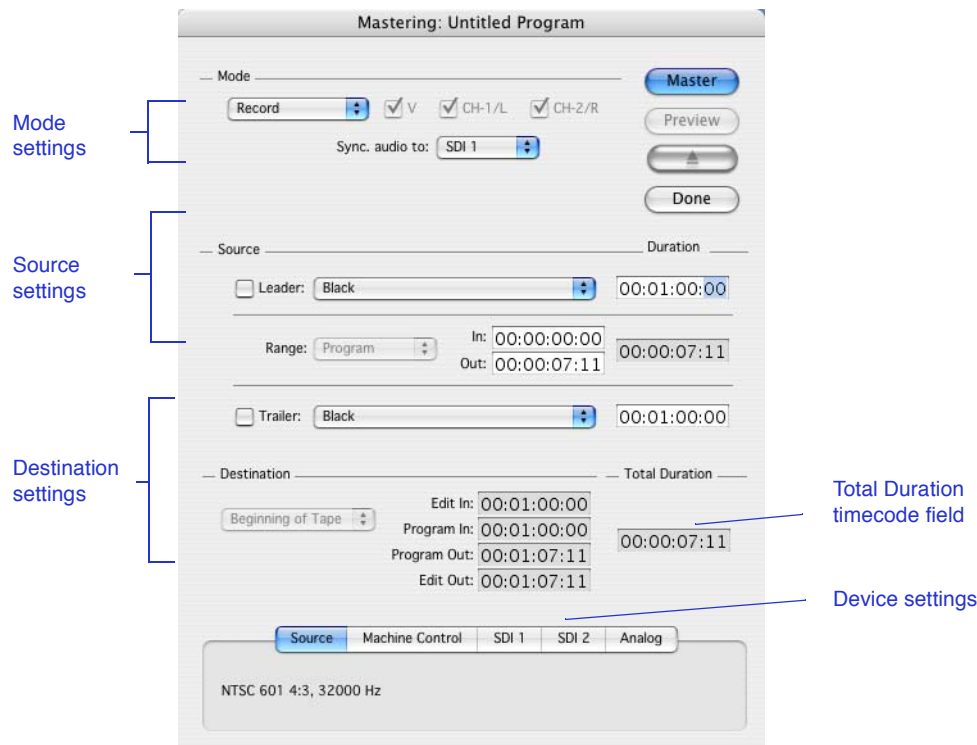 Mastering: Untitled Program
Mode
Master
Record V CH-1/L CH-2/R
Preview
Mode
settings
Sync. audio to: SDI 1
Done
Source Duration
Source
settings
Leader: Black 00:01:00:00
Range: Program In: 00:00:00:00
Out: 00:00:07:11
00:00:07:11
Trailer: Black 00:01:00:00
Destination
settings
Destination Total Duration
Beginning of Tape
Edit In: 00:01:00:00
Program In: 00:01:00:00
Program Out: 00:01:07:11
Edit Out: 00:01:07:11
00:00:07:11
Total Duration
timecode field
Device settings
Source Machine Control SDI 1 SDI 2 Analog
NTSC 601 4:3, 32000 Hz